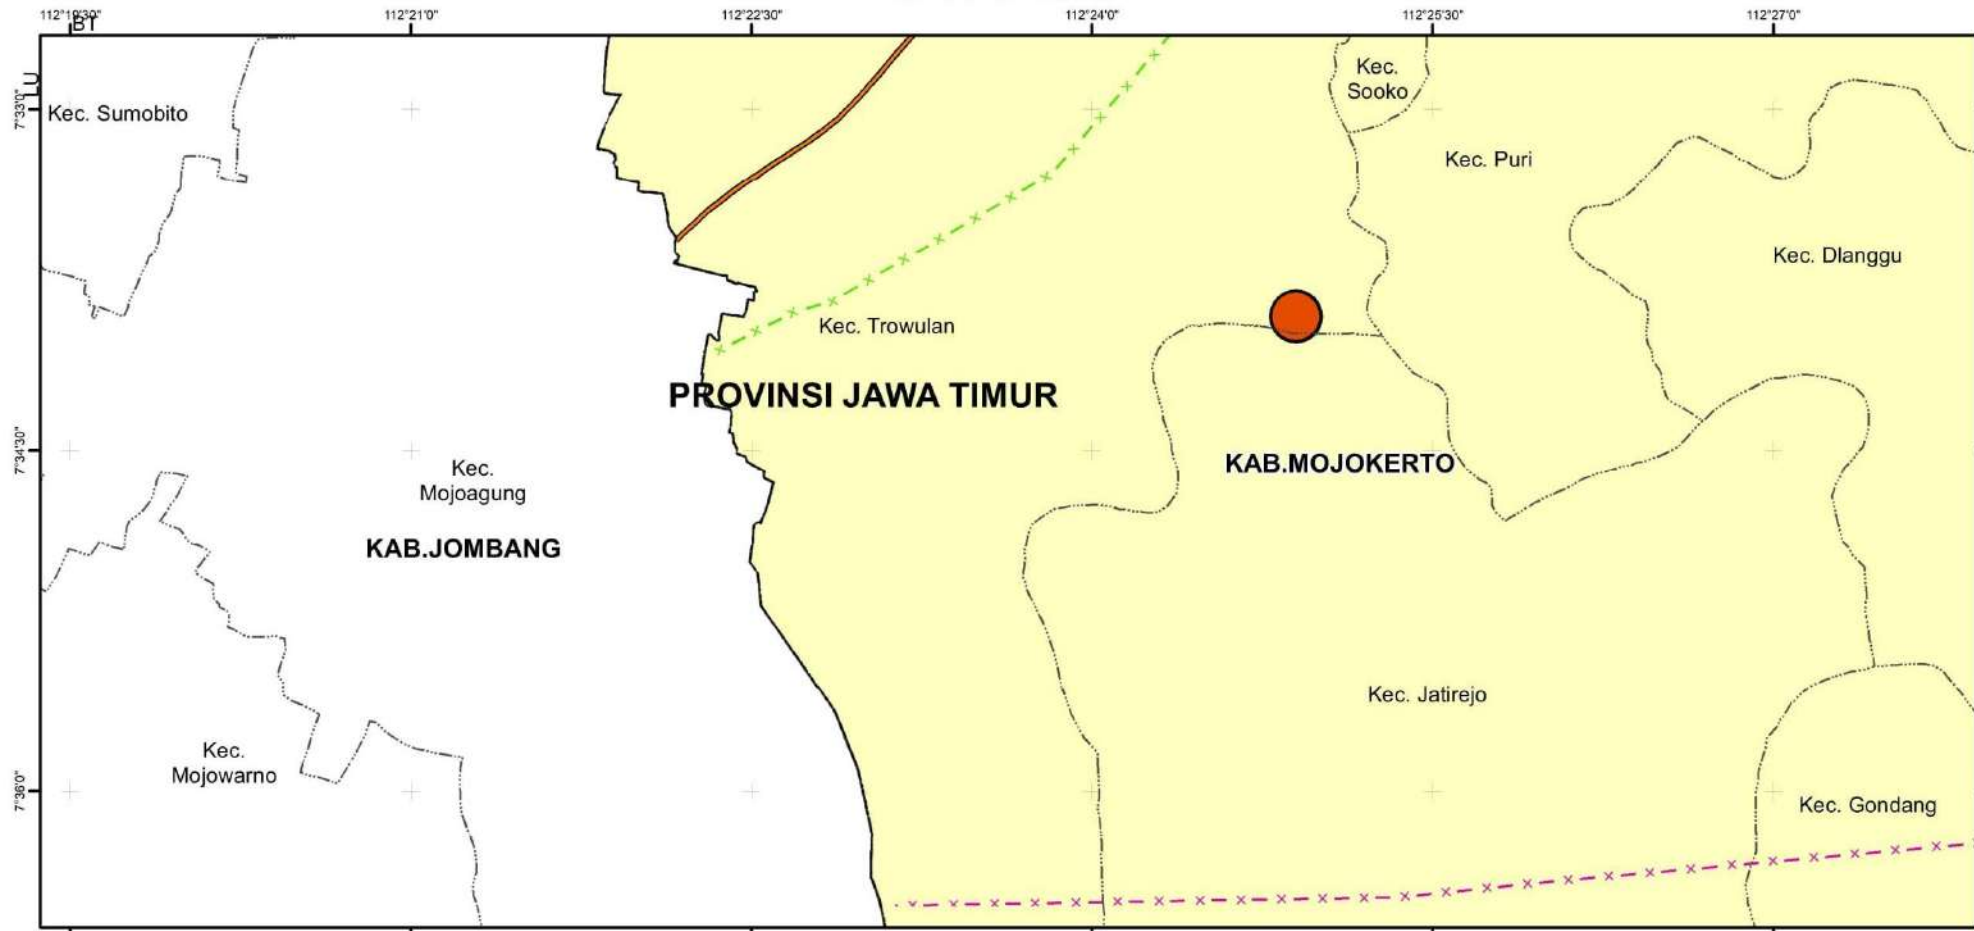 112°19'30"
112°21'0"
112°22'30"
112°24'0"
112°25'30"
112°27'0"
BT
LU
7°33'0"
7°34'30"
7°36'0"
Kec. Sumobito
Kec.
Sooko
Kec. Puri
Kec. Dlanggu
Kec. Trowulan
PROVINSI JAWA TIMUR
KAB.MOJOKERTO
Kec.
Mojoagung
KAB.JOMBANG
Kec. Jatirejo
Kec.
Mojowarno
Kec. Gondang